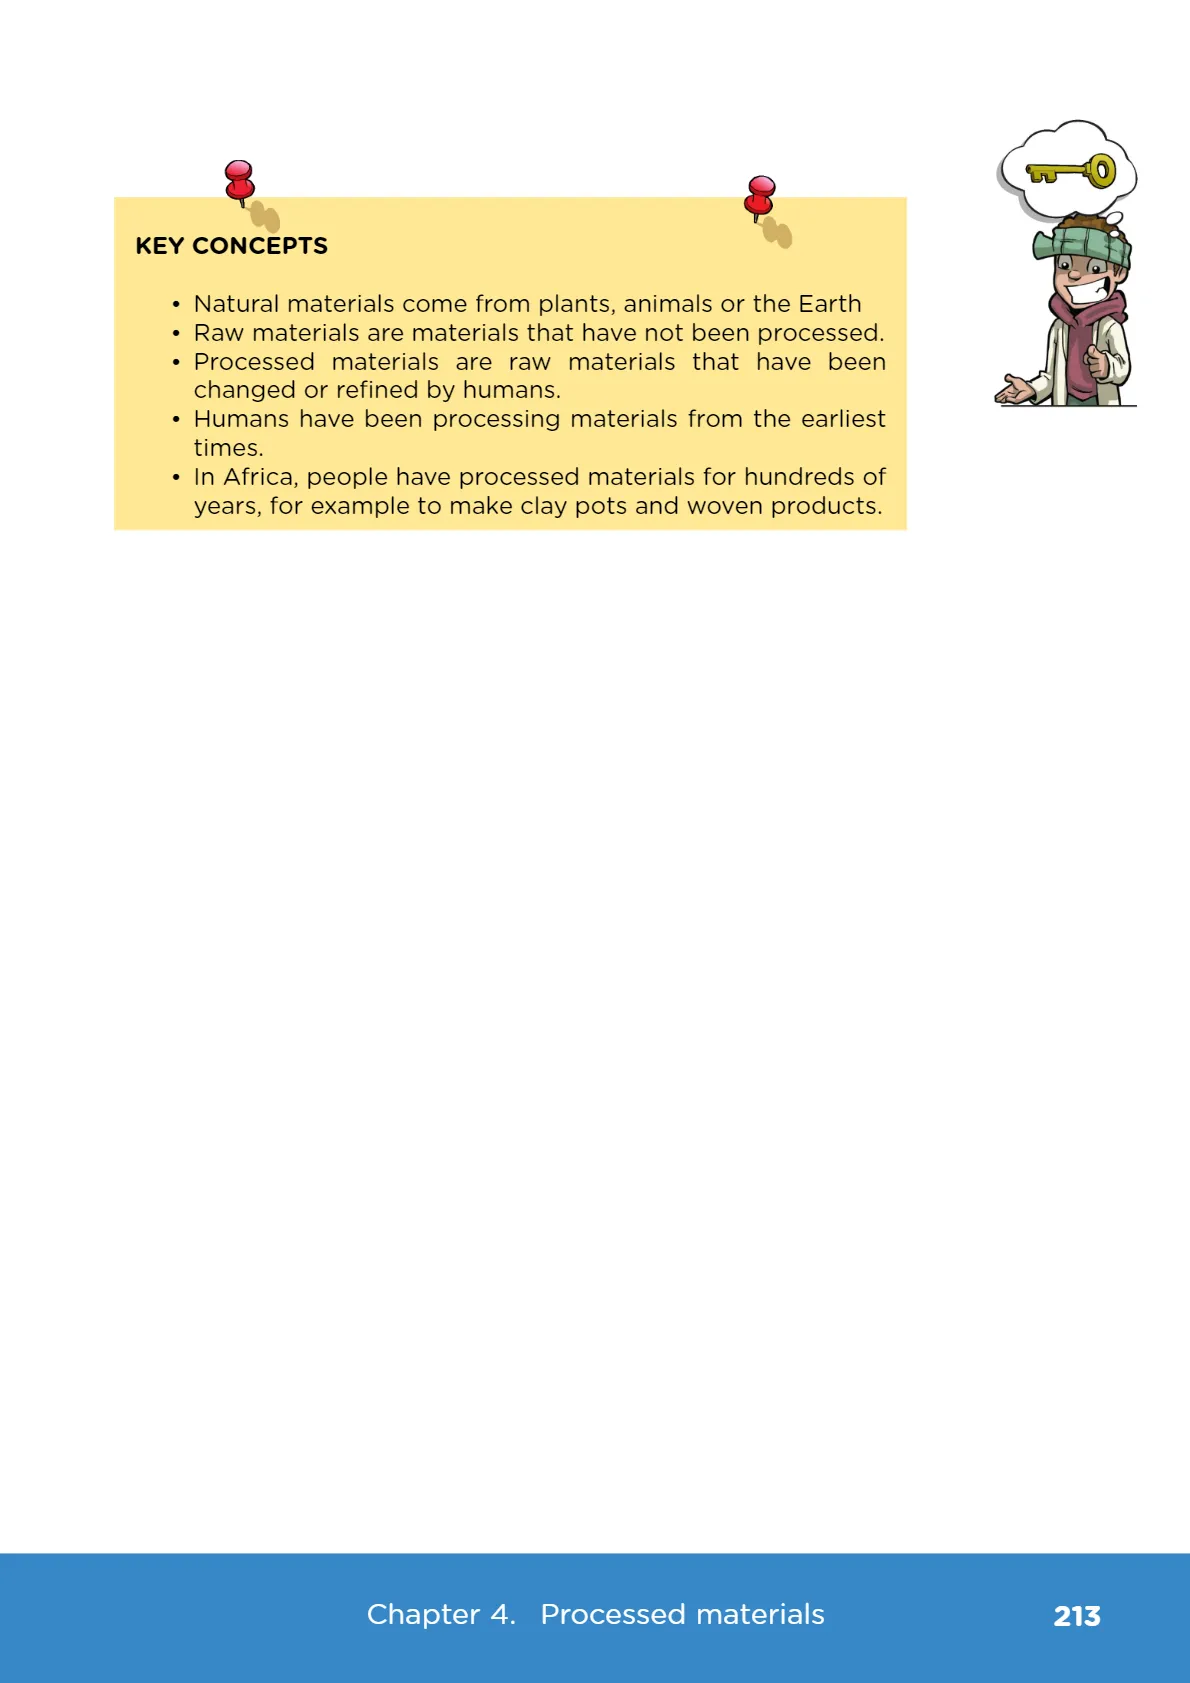 KEY CONCEPTS
• Natural materials come from plants, animals or the Earth
• Raw materials are materials that have not been processed.
• Processed materials are raw materials that have been
changed or refined by humans.
• Humans have been processing materials from the earliest
times.
• In Africa, people have processed materials for hundreds of
years, for example to make clay pots and woven products.
Chapter 4. Processed materials
213